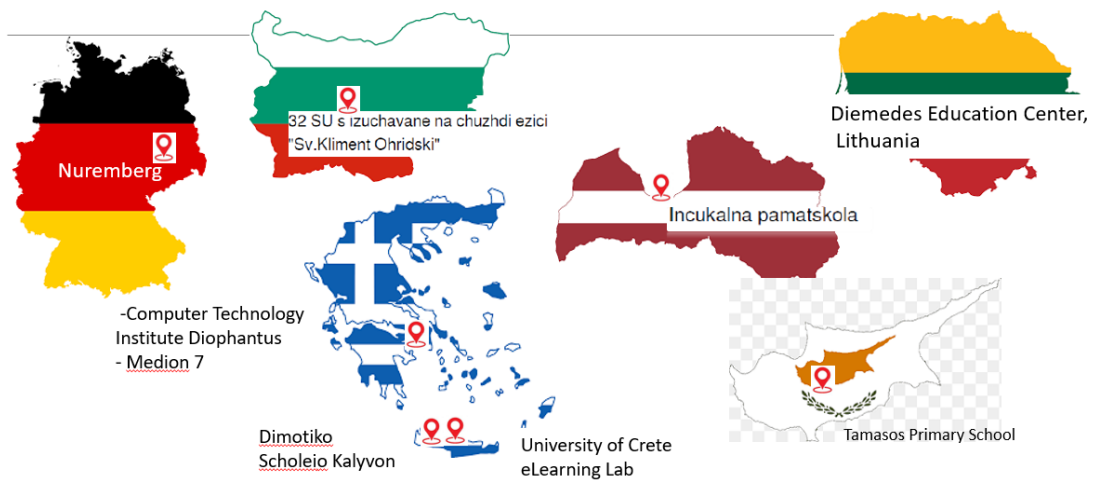 32 SU s izuchavane na chuzhdi ezici
"Sv.Kliment Ohridski"
Diemedes Education Center,
Lithuania
Nuremberg
Incukalna pamatskola
-Computer Technology
Institute Diophantus
- Medion 7
Dimotiko
Scholeio Kalyvon
University of Crete
eLearning Lab
Tamasos Primary School